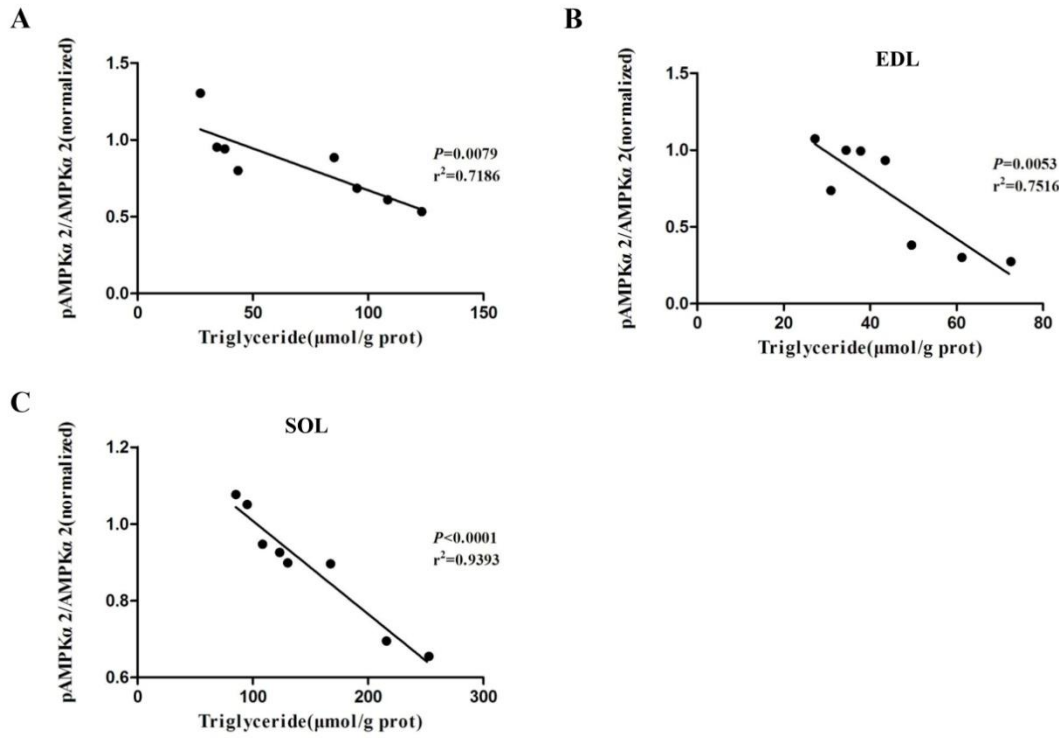 A
pAMPKα 2/AMPKα 2(normalized)
1.5
1.0
0.5
0.0
0
50
100
150
Triglyceride(μmol/g prot)
P=0.0079
r²=0.7186
B
EDL
pAMPKα 2/AMPKα 2(normalized)
1.5
1.0
0.5
0.0
0
20
40
60
80
Triglyceride(μmol/g prot)
P=0.0053
r²=0.7516
C
SOL
pAMPKα 2/AMPKα 2(normalized)
1.2
1.0
0.8
0.6
0
100
200
300
Triglyceride(μmol/g prot)
P<0.0001
r²=0.9393